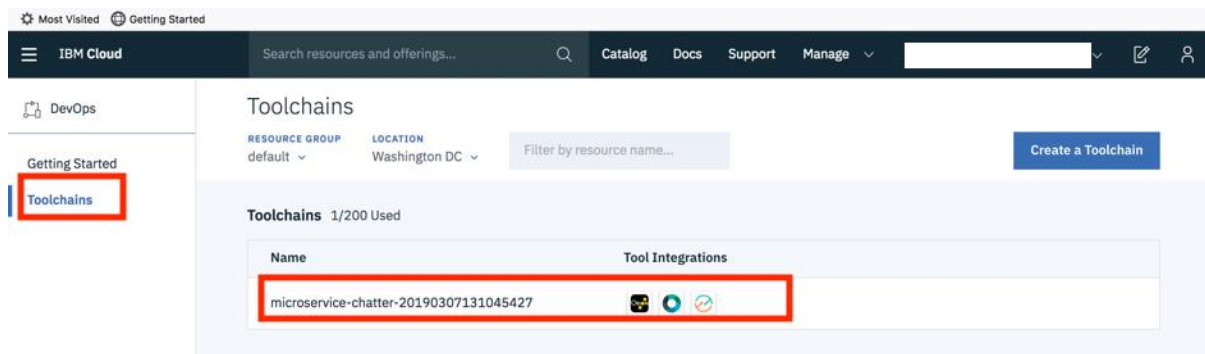 Most Visited Getting Started
IBM Cloud Search resources and offerings... Catalog Docs Support Manage
DevOps
Toolchains
RESOURCE GROUP LOCATION
default Washington DC Filter by resource name... Create a Toolchain
Getting Started
Toolchains
Toolchains 1/200 Used
Name Tool Integrations
microservice-chatter-20190307131045427